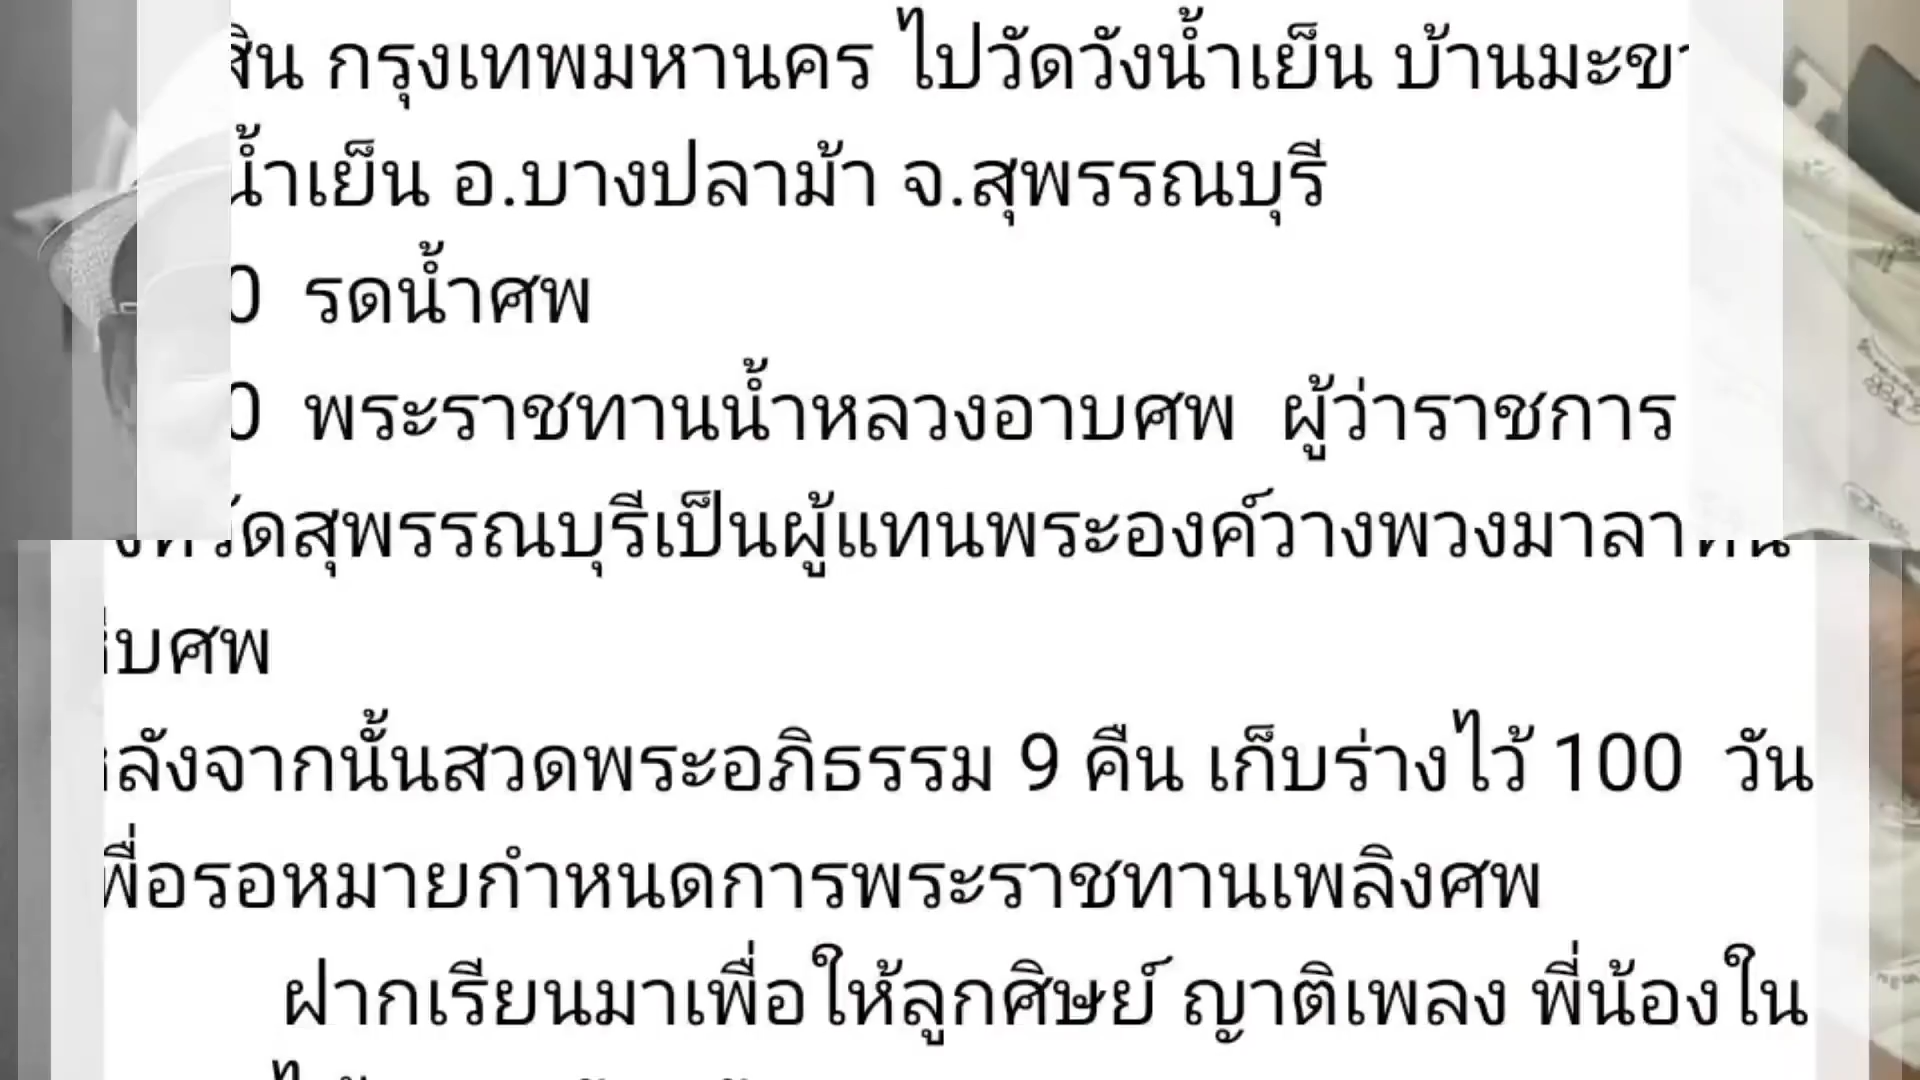 สิน กรุงเทพมหานคร ไปวัดวังน้ำเย็น
น้ำเย็น อ.บางปลาม้า จ.สุพรรณบุรี
0 รดน้ำศพ
0 พระราชทานน้ำหลวงอาบศพ ผู้ว่าราชการ
จังหวัดสุพรรณบุรีเป็นผู้แทนพระองค์วางพวงมาลา
บศพ
ลังจากนั้นสวดพระอภิธรรม 9 คืน เก็บร่างไว้ 100 วัน
พื่อรอหมายกำหนดการพระราชทานเพลิงศพ
ฝากเรียนมาเพื่อให้ลูกศิษย์ ญาติเพลง พี่น้องใน